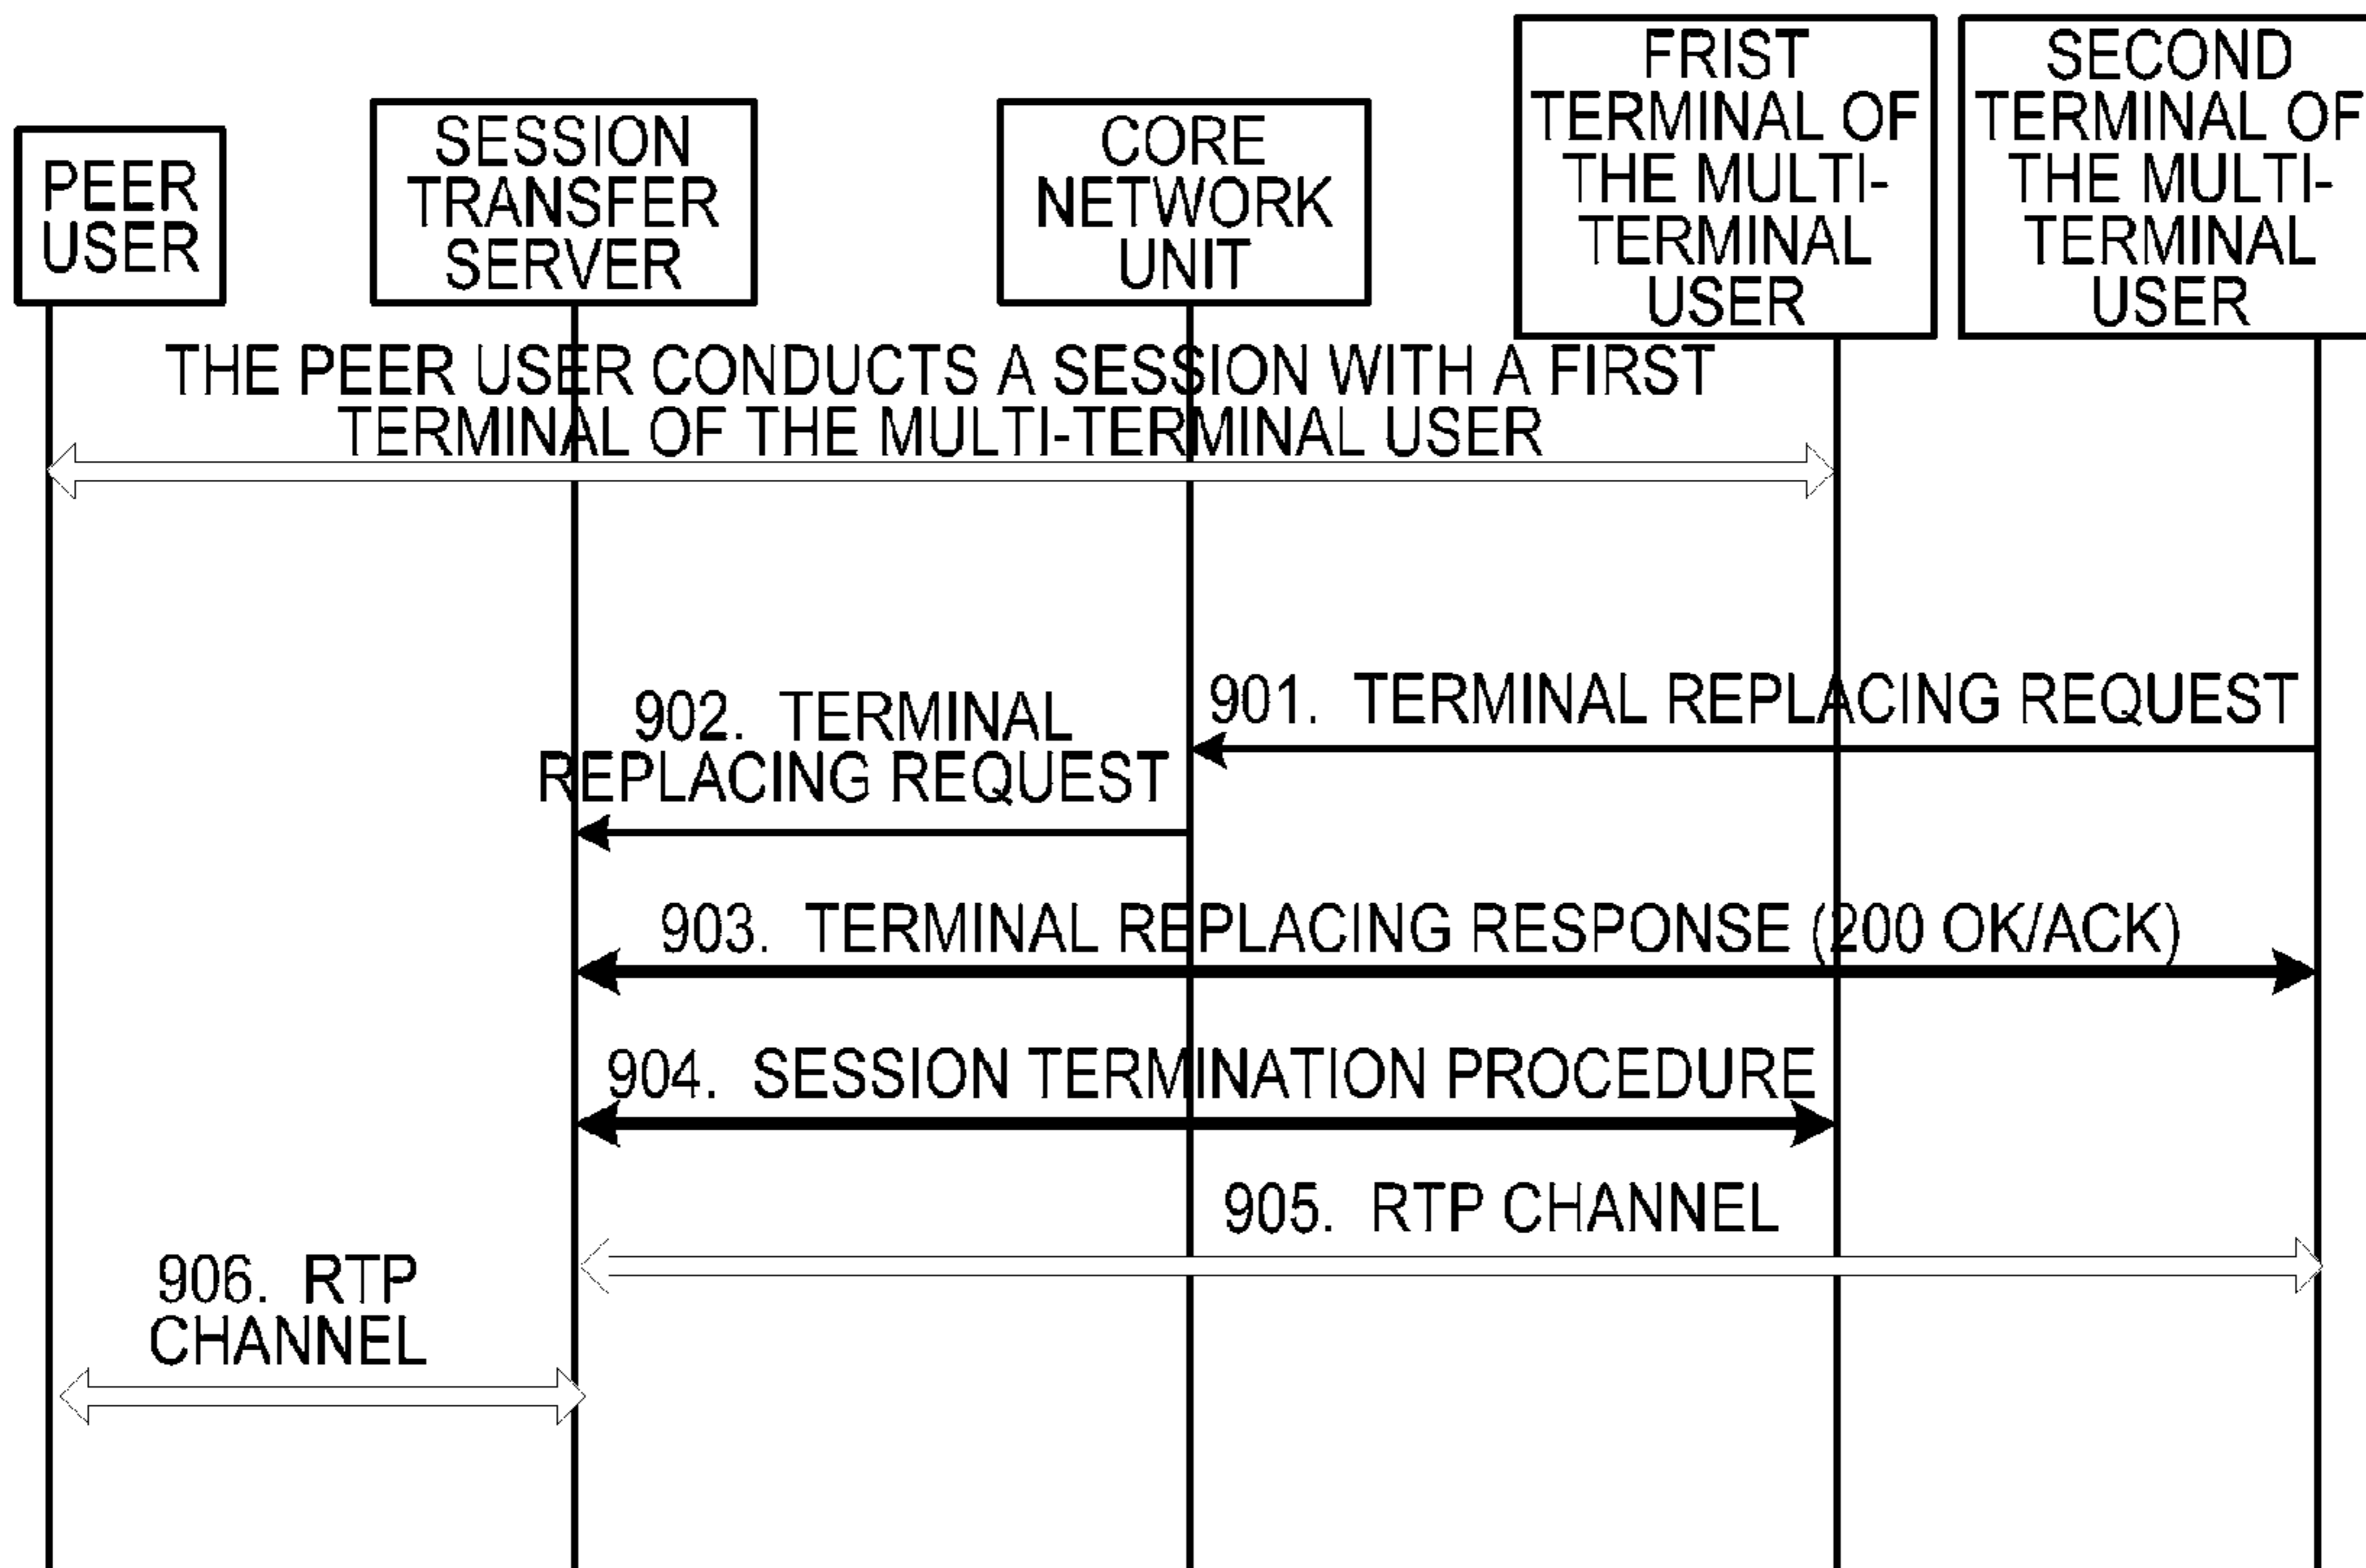 PEER
USER
SESSION
TRANSFER
SERVER
CORE
NETWORK
UNIT
FRIST
TERMINAL OF
THE MULTI-
TERMINAL
USER
SECOND
TERMINAL OF
THE MULTI-
TERMINAL
USER
THE PEER USER CONDUCTS A SESSION WITH A FIRST
TERMINAL OF THE MULTI-TERMINAL USER
901. TERMINAL REPLACING REQUEST
902. TERMINAL
REPLACING REQUEST
903. TERMINAL REPLACING RESPONSE (200 OK/ACK)
904. SESSION TERMINATION PROCEDURE
905. RTP CHANNEL
906. RTP
CHANNEL